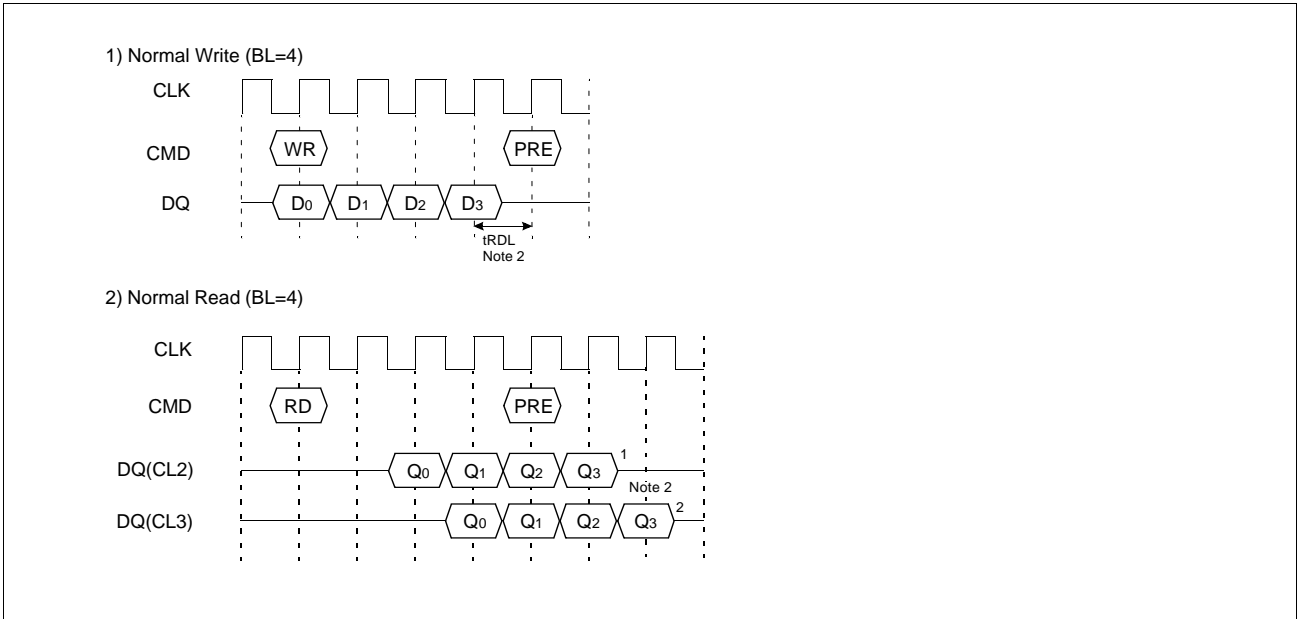 1) Normal Write (BL=4)
CLK
CMD WR PRE
DQ D0 D1 D2 D3
tRDL
Note 2
2) Normal Read (BL=4)
CLK
CMD RD PRE
DQ(CL2) Q0 Q1 Q2 Q3 1
Note 2
DQ(CL3) Q0 Q1 Q2 Q3 2